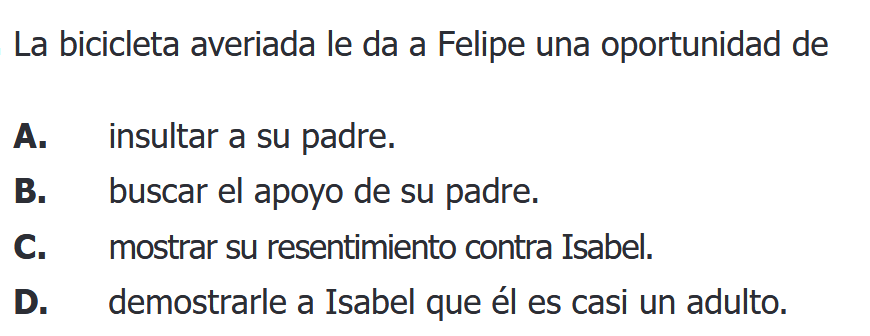 La bicicleta averiada le da a Felipe una oportunidad de
A. insultar a su padre.
B. buscar el apoyo de su padre.
C. mostrar su resentimiento contra Isabel.
D. demostrarle a Isabel que él es casi un adulto.